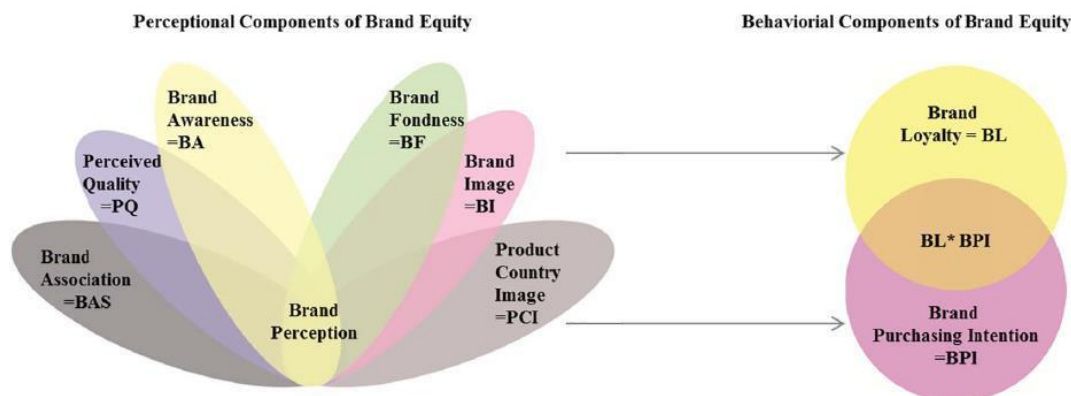 Perceptional Components of Brand Equity
Brand
Awareness
=BA
Brand
Fondness
=BF
Perceived
Quality
=PQ
Brand
Image
=BI
Brand
Association
=BAS
Product
Country
Image
=PCI
Brand
Perception
Behaviorial Components of Brand Equity
Brand
Loyalty = BL
BL* BPI
Brand
Purchasing Intention
=BPI